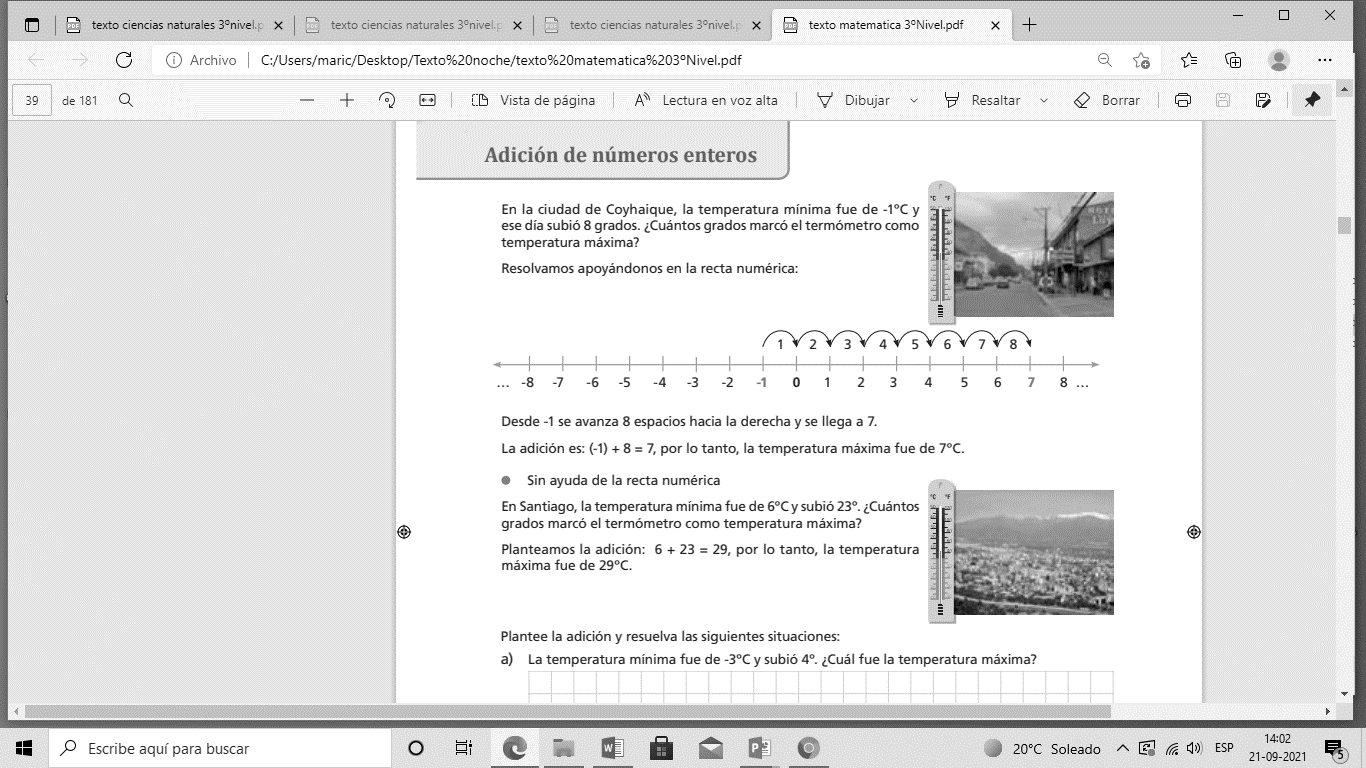 texto ciencias naturales 3ºnivel.p
texto ciencias naturales 3ºnivel.p
texto ciencias naturales 3ºnivel.p
texto matematica 3ºNivel.pdf
Archivo
C:/Users/maric/Desktop/Texto%20noche/texto%20matematica%203ºNivel.pdf
39 de 181
Vista de página
Lectura en voz alta
Dibujar
Resaltar
Borrar
Adición de números enteros
En la ciudad de Coyhaique, la temperatura mínima fue de -1ºC y
ese día subió 8 grados. ¿Cuántos grados marcó el termómetro como
temperatura máxima?
Resolvamos apoyándonos en la recta numérica:
°C °F
1 2 3 4 5 6 7 8
... -8 -7 -6 -5 -4 -3 -2 -1 0 1 2 3 4 5 6 7 8 ...
Desde -1 se avanza 8 espacios hacia la derecha y se llega a 7.
La adición es: (-1) + 8 = 7, por lo tanto, la temperatura máxima fue de 7ºC.
● Sin ayuda de la recta numérica
En Santiago, la temperatura mínima fue de 6ºC y subió 23º. ¿Cuántos
grados marcó el termómetro como temperatura máxima?
Planteamos la adición: 6 + 23 = 29, por lo tanto, la temperatura
máxima fue de 29ºC.
°C °F
Plantee la adición y resuelva las siguientes situaciones:
a) La temperatura mínima fue de -3ºC y subió 4º. ¿Cuál fue la temperatura máxima?
Escribe aquí para buscar
20°C Soleado
ESP
14:02
21-09-2021
5